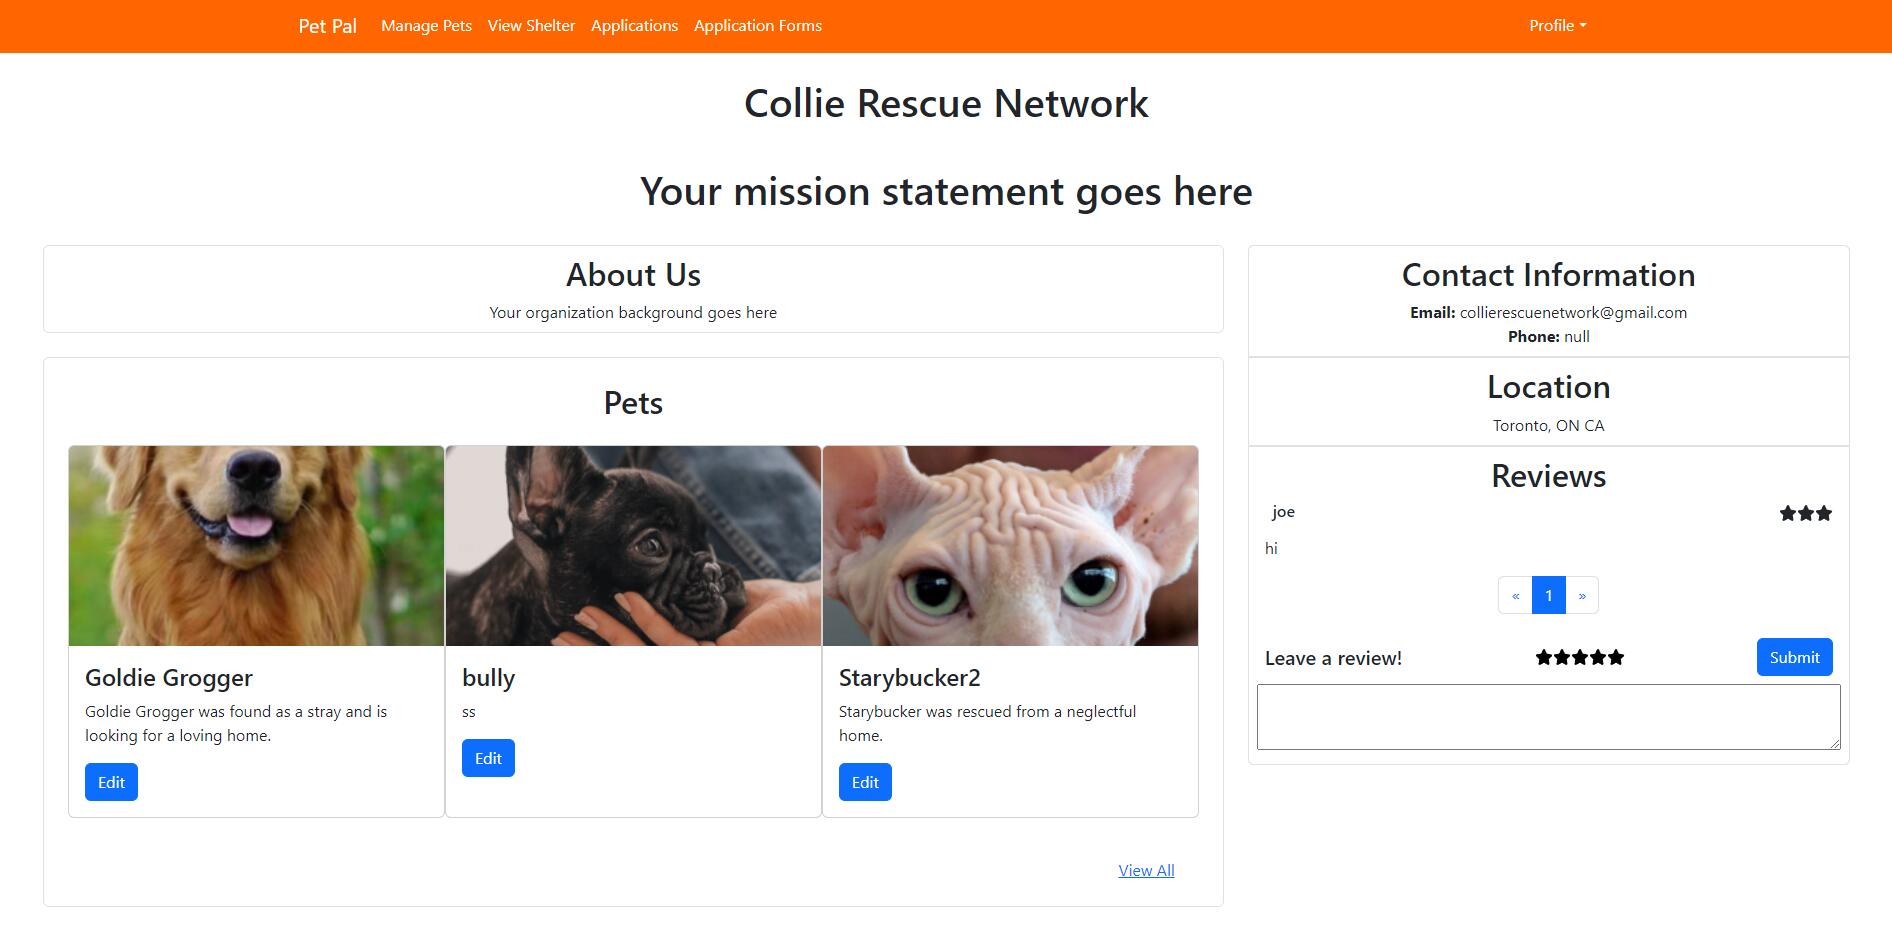 Pet Pal Manage Pets View Shelter Applications Application Forms Profile
Collie Rescue Network
Your mission statement goes here
About Us
Your organization background goes here
Pets
Goldie Grogger
Goldie Grogger was found as a stray and is
looking for a loving home.
Edit
bully
ss
Edit
Starybucker2
Starybucker was rescued from a neglectful
home.
Edit
View All
Contact Information
Email: collierescuenetwork@gmail.com
Phone: null
Location
Toronto, ON CA
Reviews
joe
hi
« 1 »
Leave a review! Submit